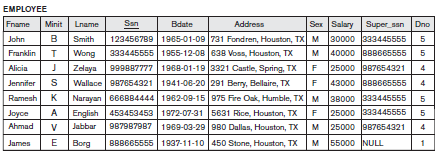 EMPLOYEE
Fname Minit Lname Ssn Bdate Address Sex Salary Super_ssn Dno
John B Smith 123456789 1965-01-09 731 Fondren, Houston, TX M 30000 333445555 5
Franklin T Wong 333445555 1955-12-08 638 Voss, Houston, TX M 40000 888665555 5
Alicia J Zelaya 999887777 1968-01-19 3321 Castle, Spring, TX F 25000 987654321 4
Jennifer S Wallace 987654321 1941-06-20 291 Berry, Bellaire, TX F 43000 888665555 4
Ramesh K Narayan 666884444 1962-09-15 975 Fire Oak, Humble, TX M 38000 333445555 5
Joyce A English 453453453 1972-07-31 5631 Rice, Houston, TX F 25000 333445555 5
Ahmad V Jabbar 987987987 1969-03-29 980 Dallas, Houston, TX M 25000 987654321 4
James E Borg 888665555 1937-11-10 450 Stone, Houston, TX M 55000 NULL 1